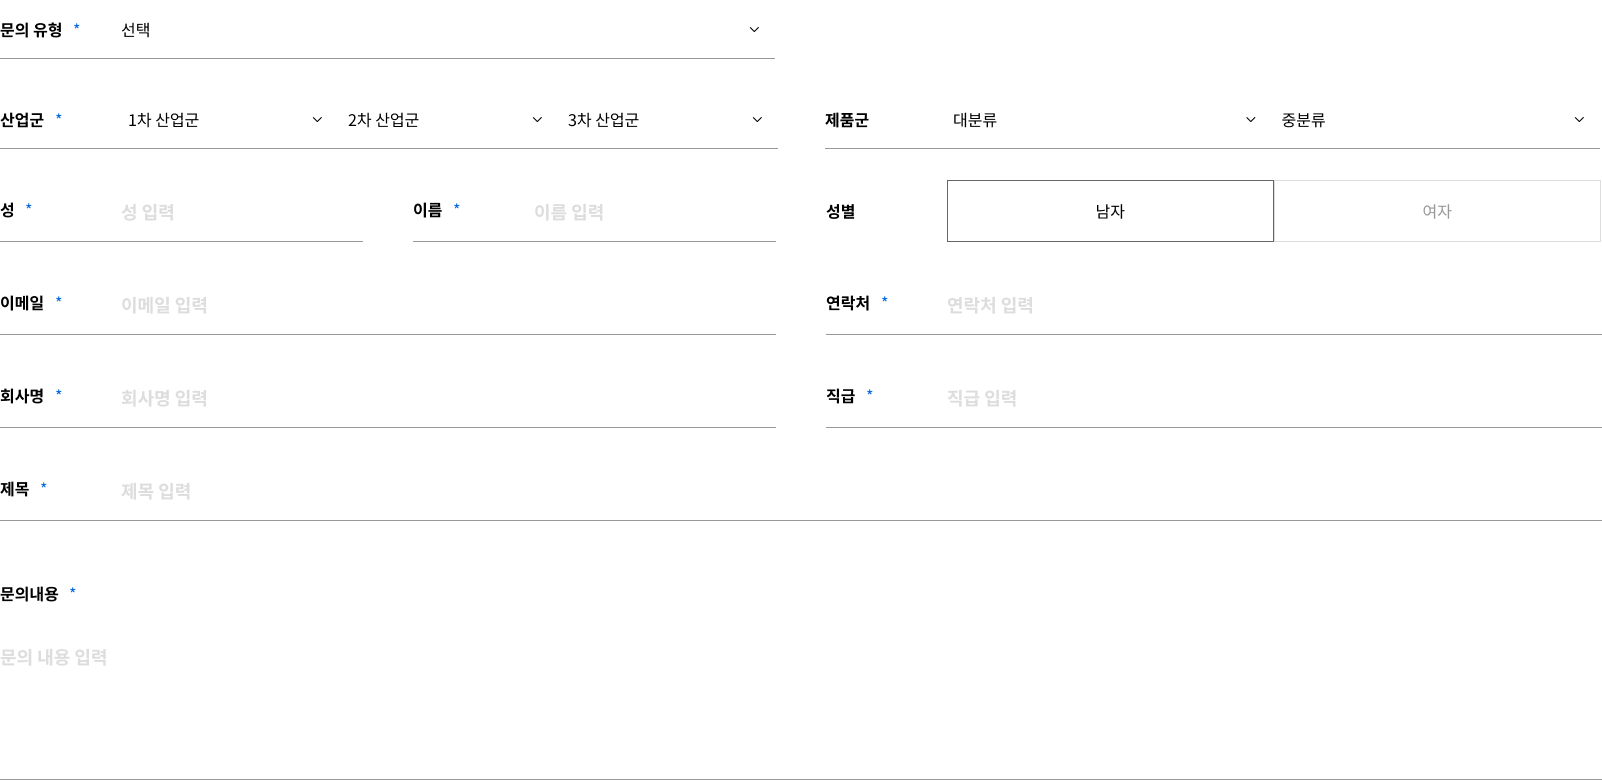 문의 유형 * 선택
산업군 * 1차 산업군 2차 산업군 3차 산업군 제품군 대분류 중분류
성 * 성 입력 이름 * 이름 입력 성별 남자 여자
이메일 * 이메일 입력 연락처 * 연락처 입력
회사명 * 회사명 입력 직급 * 직급 입력
제목 * 제목 입력
문의내용 *
문의 내용 입력